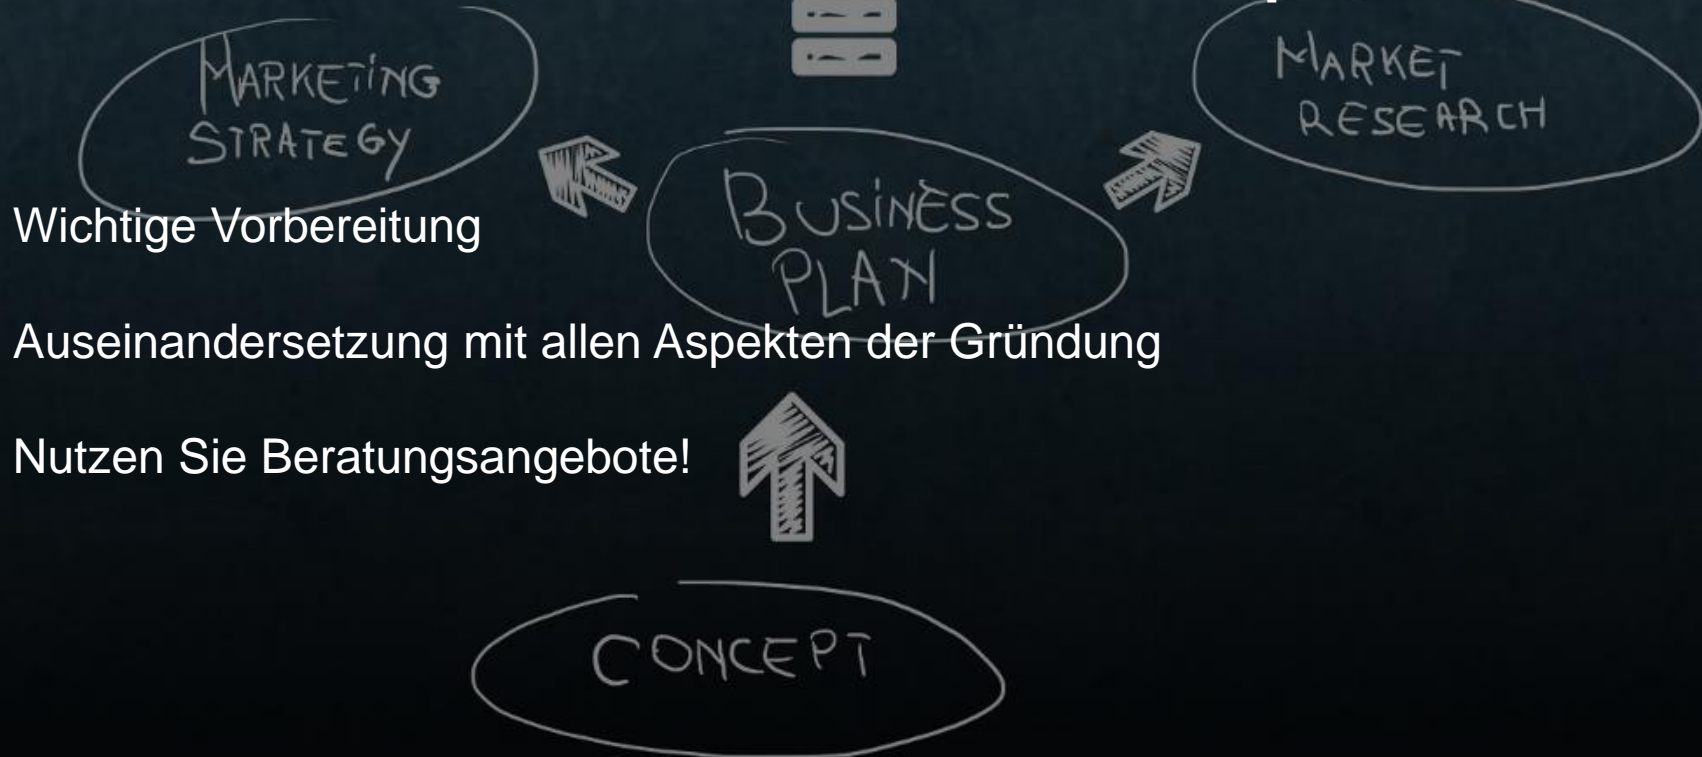 MARKETING
STRATEGY
MARKET
RESEARCH
BUSINESS
PLAN
Wichtige Vorbereitung
Auseinandersetzung mit allen Aspekten der Gründung
Nutzen Sie Beratungsangebote!
CONCEPT